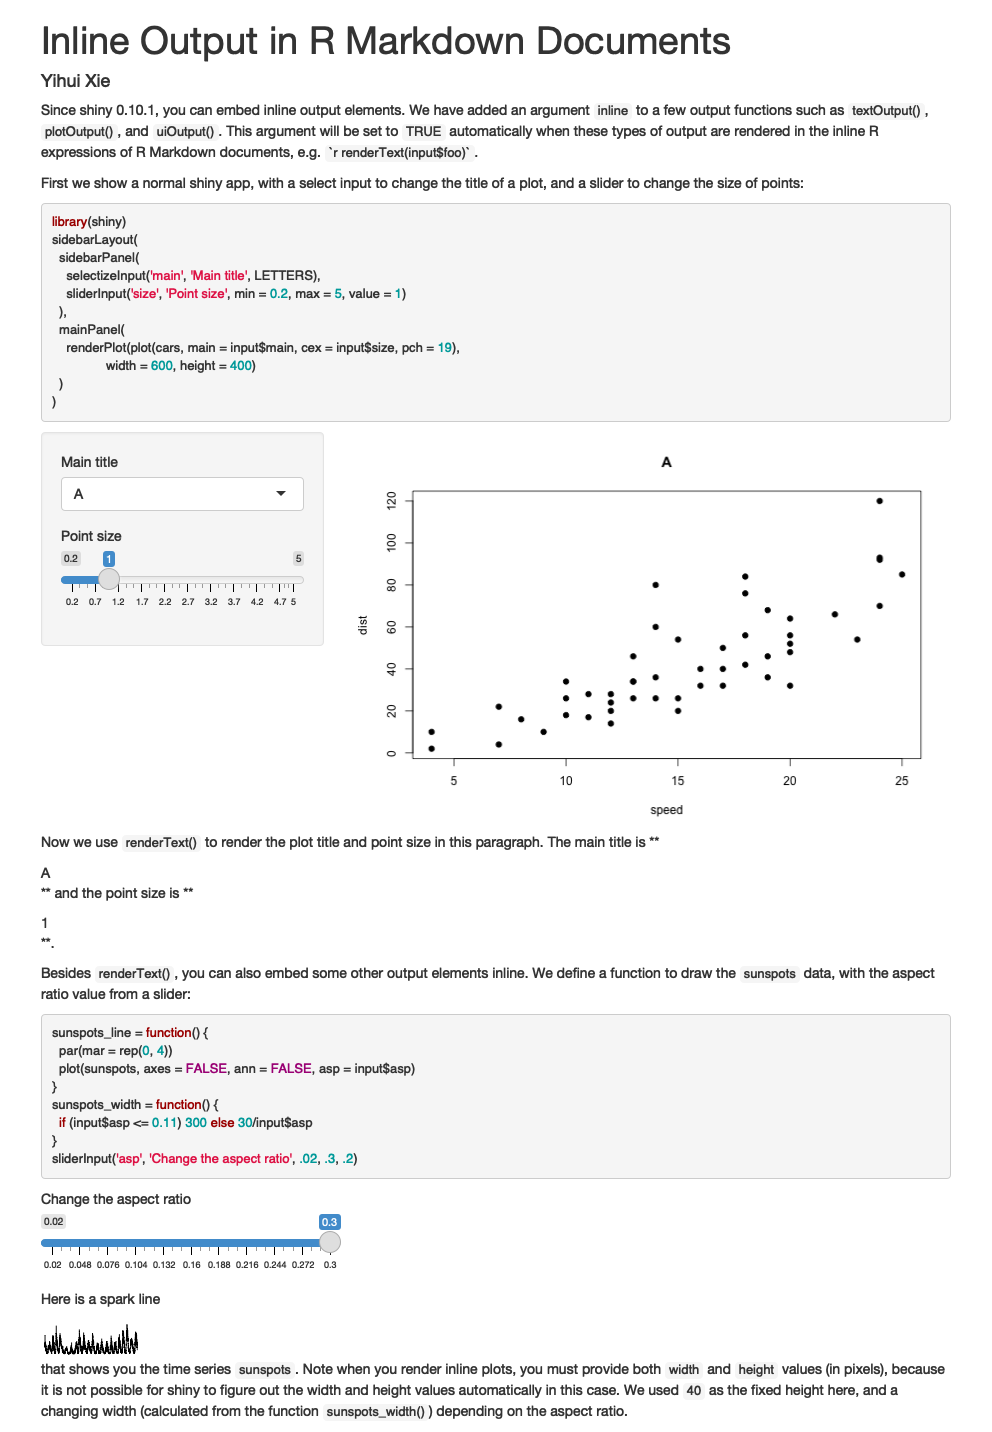 Inline Output in R Markdown Documents
Yihui Xie
Since shiny 0.10.1, you can embed inline output elements. We have added an argument inline to a few output functions such as textOutput() ,
plotOutput() , and uiOutput() . This argument will be set to TRUE automatically when these types of output are rendered in the inline R
expressions of R Markdown documents, e.g. `r renderText(input$foo)` .
First we show a normal shiny app, with a select input to change the title of a plot, and a slider to change the size of points:
library(shiny)
sidebarLayout(
  sidebarPanel(
    selectizeInput('main', 'Main title', LETTERS),
    sliderInput('size', 'Point size', min = 0.2, max = 5, value = 1)
  ),
  mainPanel(
    renderPlot(plot(cars, main = input$main, cex = input$size, pch = 19),
               width = 600, height = 400)
  )
)
Main title
A
Point size
0.2 1 5
0.2 0.7 1.2 1.7 2.2 2.7 3.2 3.7 4.2 4.7 5
A
dist
120
100
80
60
40
20
0
5 10 15 20 25
speed
Now we use renderText() to render the plot title and point size in this paragraph. The main title is **
A
** and the point size is **
1
**.
Besides renderText() , you can also embed some other output elements inline. We define a function to draw the sunspots data, with the aspect
ratio value from a slider:
sunspots_line = function() {
  par(mar = rep(0, 4))
  plot(sunspots, axes = FALSE, ann = FALSE, asp = input$asp)
}
sunspots_width = function() {
  if (input$asp <= 0.11) 300 else 30/input$asp
}
sliderInput('asp', 'Change the aspect ratio', .02, .3, .2)
Change the aspect ratio
0.02 0.3
0.02 0.048 0.076 0.104 0.132 0.16 0.188 0.216 0.244 0.272 0.3
Here is a spark line
that shows you the time series sunspots . Note when you render inline plots, you must provide both width and height values (in pixels), because
it is not possible for shiny to figure out the width and height values automatically in this case. We used 40 as the fixed height here, and a
changing width (calculated from the function sunspots_width() ) depending on the aspect ratio.